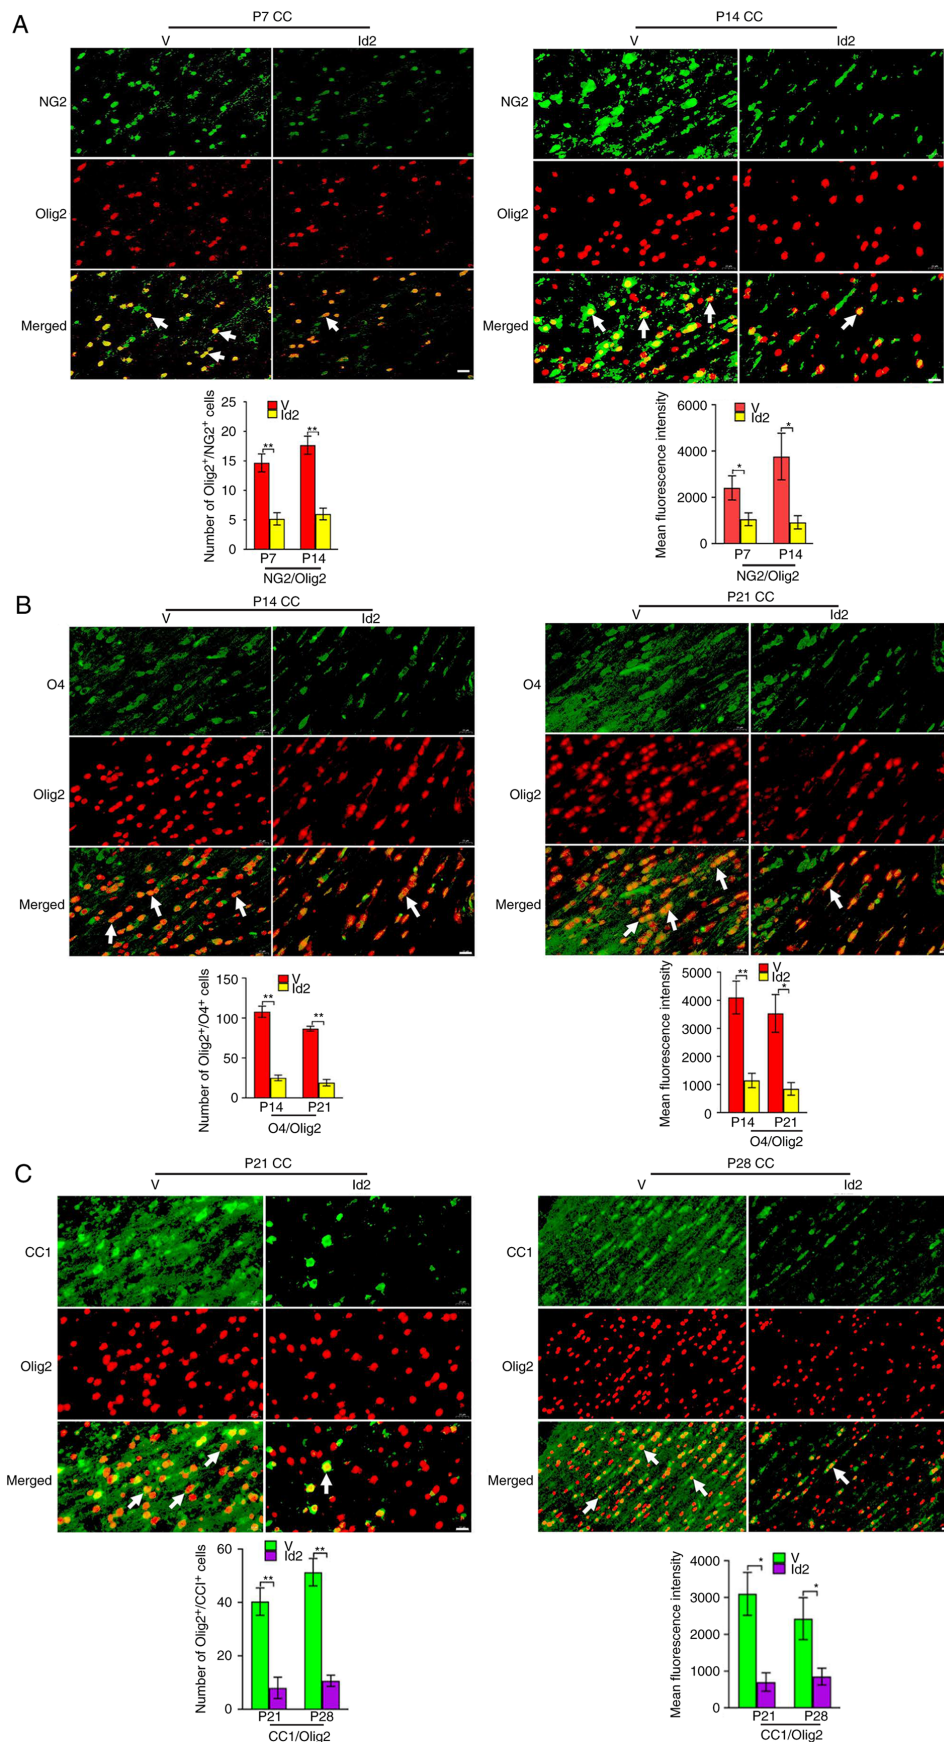 A
P7 CC
V Id2
NG2
Olig2
Merged
P14 CC
V Id2
NG2
Olig2
Merged
Number of Olig2+/NG2+ cells
25
20
15
10
5
0
V
Id2
**
**
P7 P14
NG2/Olig2
Mean fluorescence intensity
6000
4000
2000
0
V
Id2
*
*
P7 P14
NG2/Olig2
B
P14 CC
V Id2
O4
Olig2
Merged
P21 CC
V Id2
O4
Olig2
Merged
Number of Olig2+/O4+ cells
150
100
50
0
V
Id2
**
**
P14 P21
O4/Olig2
Mean fluorescence intensity
5000
4000
3000
2000
1000
0
V
Id2
**
*
P14 P21
O4/Olig2
C
P21 CC
V Id2
CC1
Olig2
Merged
P28 CC
V Id2
CC1
Olig2
Merged
Number of Olig2+/CCI+ cells
60
40
20
0
V
Id2
**
**
P21 P28
CC1/Olig2
Mean fluorescence intensity
4000
3000
2000
1000
0
V
Id2
*
*
P21 P28
CC1/Olig2